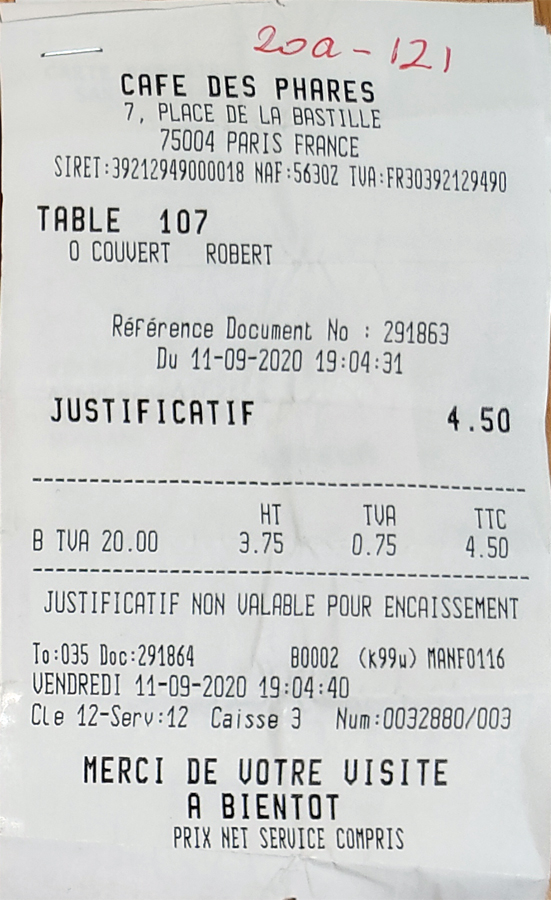 20a-121
CAFE DES PHARES
7, PLACE DE LA BASTILLE
75004 PARIS FRANCE
SIRET:39212949000018 NAF:5630Z TVA:FR30392129490
TABLE 107
0 COUVERT ROBERT
Référence Document No : 291863
Du 11-09-2020 19:04:31
JUSTIFICATIF 4.50
HT TVA TTC
B TVA 20.00 3.75 0.75 4.50
JUSTIFICATIF NON VALABLE POUR ENCAISSEMENT
To:035 Doc:291864 B0002 (k99w) MANF0116
VENDREDI 11-09-2020 19:04:40
Cle 12-Serv:12 Caisse 3 Num:0032880/003
MERCI DE VOTRE VISITE
A BIENTOT
PRIX NET SERVICE COMPRIS